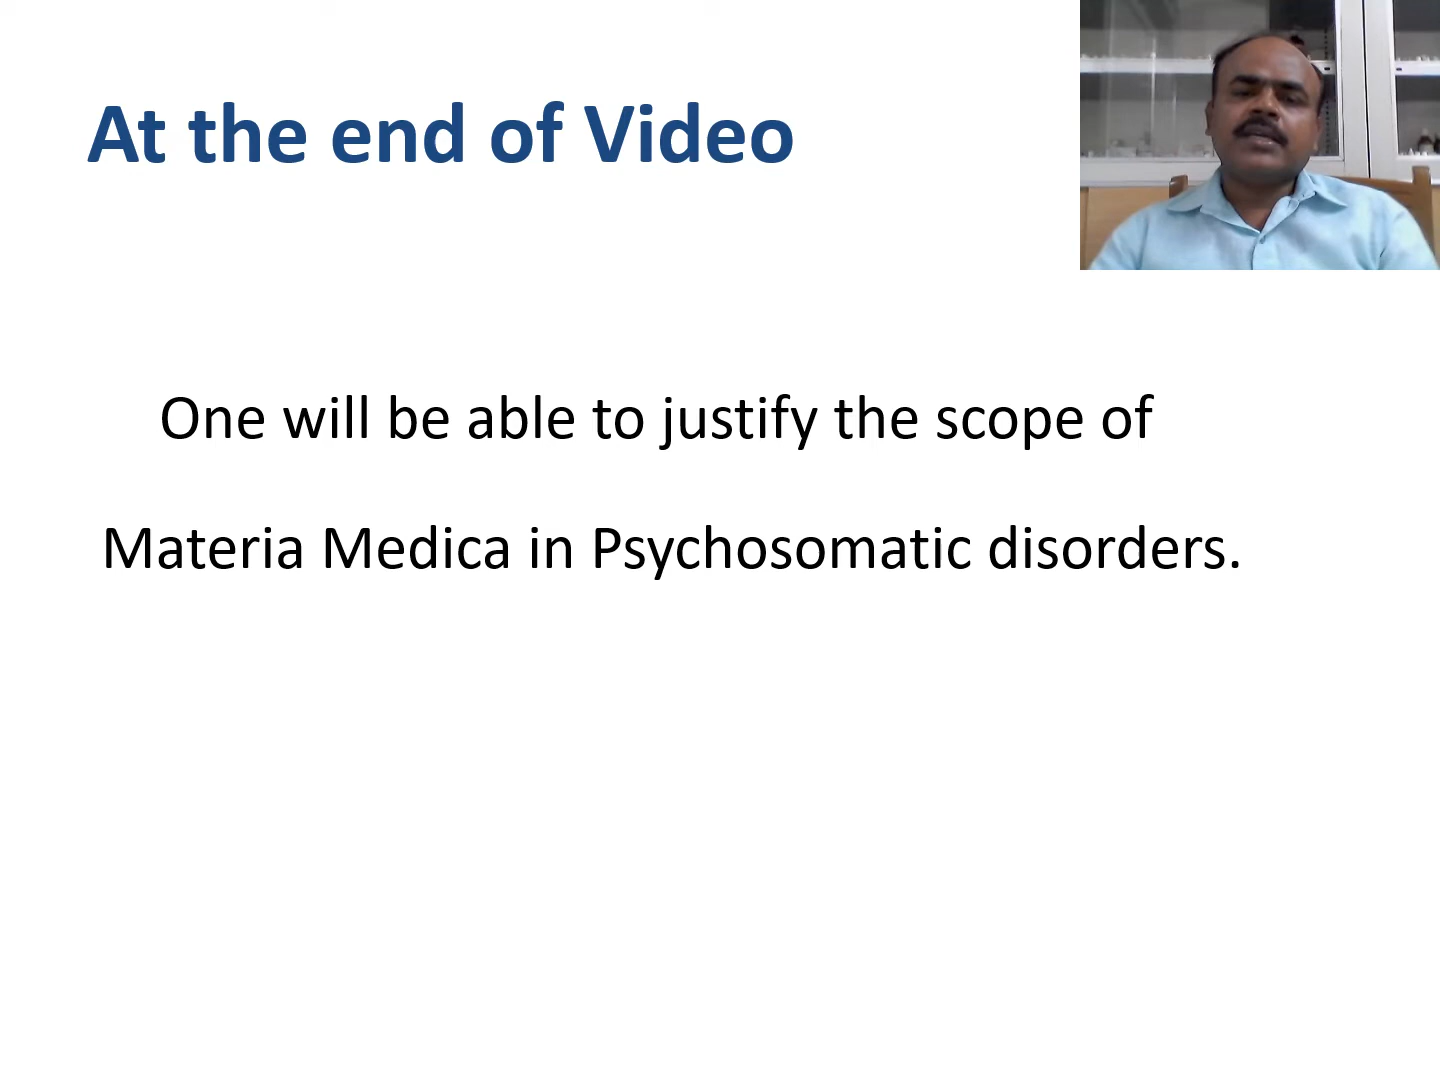 At the end of Video
One will be able to justify the scope of
Materia Medica in Psychosomatic disorders.